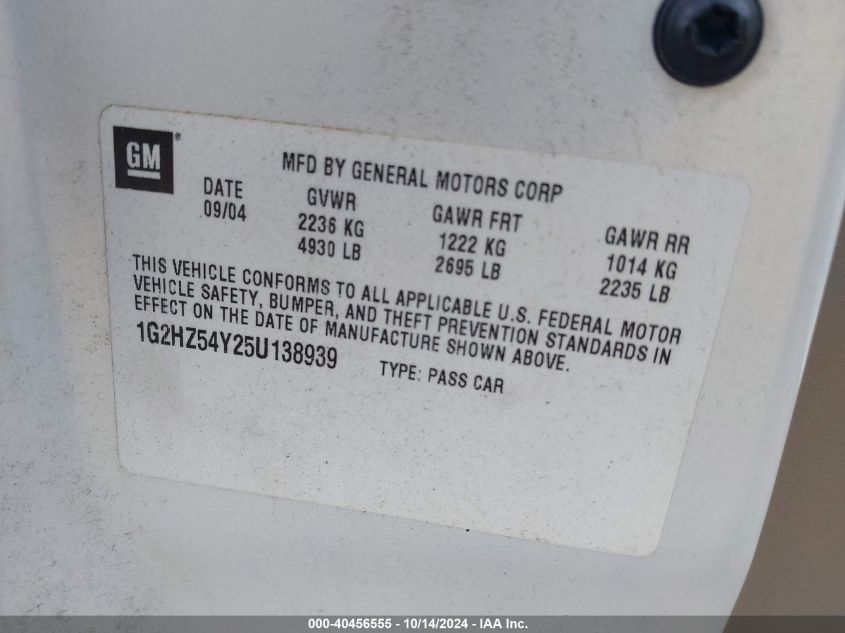 GM®
MFD BY GENERAL MOTORS CORP
DATE GVWR GAWR FRT GAWR RR
09/04 2236 KG 1222 KG 1014 KG
4930 LB 2695 LB 2235 LB
THIS VEHICLE CONFORMS TO ALL APPLICABLE U.S. FEDERAL MOTOR
VEHICLE SAFETY, BUMPER, AND THEFT PREVENTION STANDARDS IN
EFFECT ON THE DATE OF MANUFACTURE SHOWN ABOVE.
1G2HZ54Y25U138939 TYPE: PASS CAR
000-40456555 - 10/14/2024 - IAA Inc.